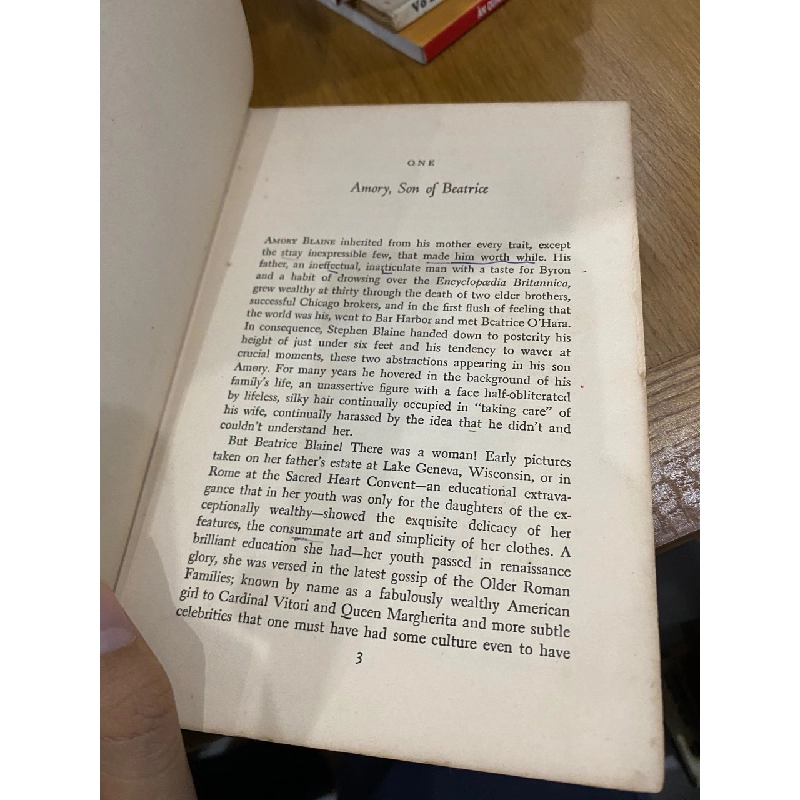 ONE
Amory, Son of Beatrice
AMORY BLAINE inherited from his mother every trait, except
the stray inexpressible few, that made him worth while. His
father, an ineffectual, inarticulate man with a taste for Byron
and a habit of drowsing over the Encyclopædia Britannica,
grew wealthy at thirty through the death of two elder brothers,
successful Chicago brokers, and in the first flush of feeling that
the world was his, went to Bar Harbor and met Beatrice O'Hara.
In consequence, Stephen Blaine handed down to posterity his
height of just under six feet and his tendency to waver at
crucial moments, these two abstractions appearing in his son
Amory. For many years he hovered in the background of his
family's life, an unassertive figure with a face half-obliterated
by lifeless, silky hair continually occupied in "taking care" of
his wife, continually harassed by the idea that he didn't and
couldn't understand her.
But Beatrice Blaine! There was a woman! Early pictures
taken on her father's estate at Lake Geneva, Wisconsin, or in
Rome at the Sacred Heart Convent—an educational extrava-
gance that in her youth was only for the daughters of the ex-
ceptionally wealthy—showed the exquisite delicacy of her
features, the consummate art and simplicity of her clothes. A
brilliant education she had—her youth passed in renaissance
glory, she was versed in the latest gossip of the Older Roman
Families; known by name as a fabulously wealthy American
girl to Cardinal Vitori and Queen Margherita and more subtle
celebrities that one must have had some culture even to have
3